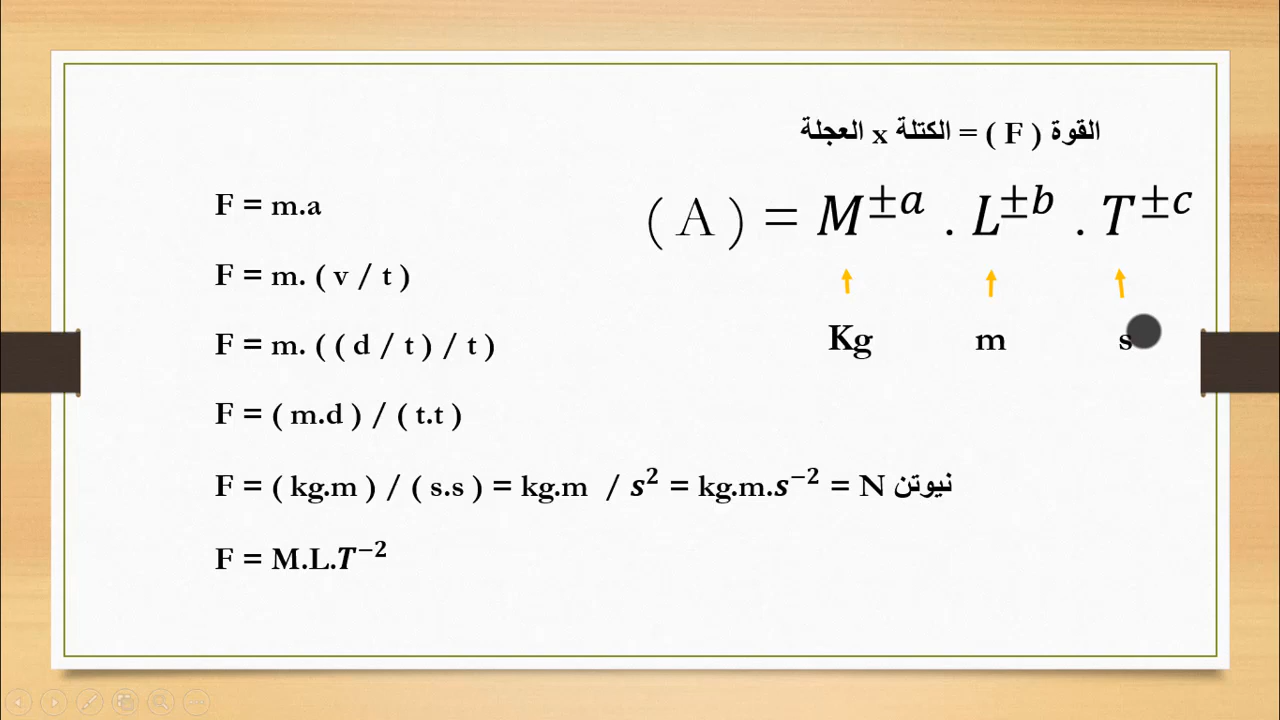 القوة ( F ) = الكتلة x العجلة
( A ) = M^{±a} . L^{±b} . T^{±c}
Kg m s
F = m.a
F = m. ( v / t )
F = m. ( ( d / t ) / t )
F = ( m.d ) / ( t.t )
F = ( kg.m ) / ( s.s ) = kg.m / s² = kg.m.s⁻² = N نيوتن
F = M.L.T⁻²